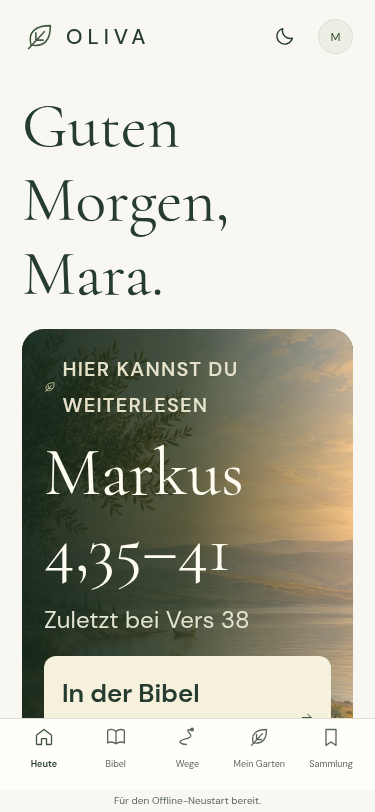 OLIVA
M
Guten
Morgen,
Mara.
HIER KANNST DU
WEITERLESEN
Markus
4,35–41
Zuletzt bei Vers 38
In der Bibel
Heute
Bibel
Wege
Mein Garten
Sammlung
Für den Offline-Neustart bereit.